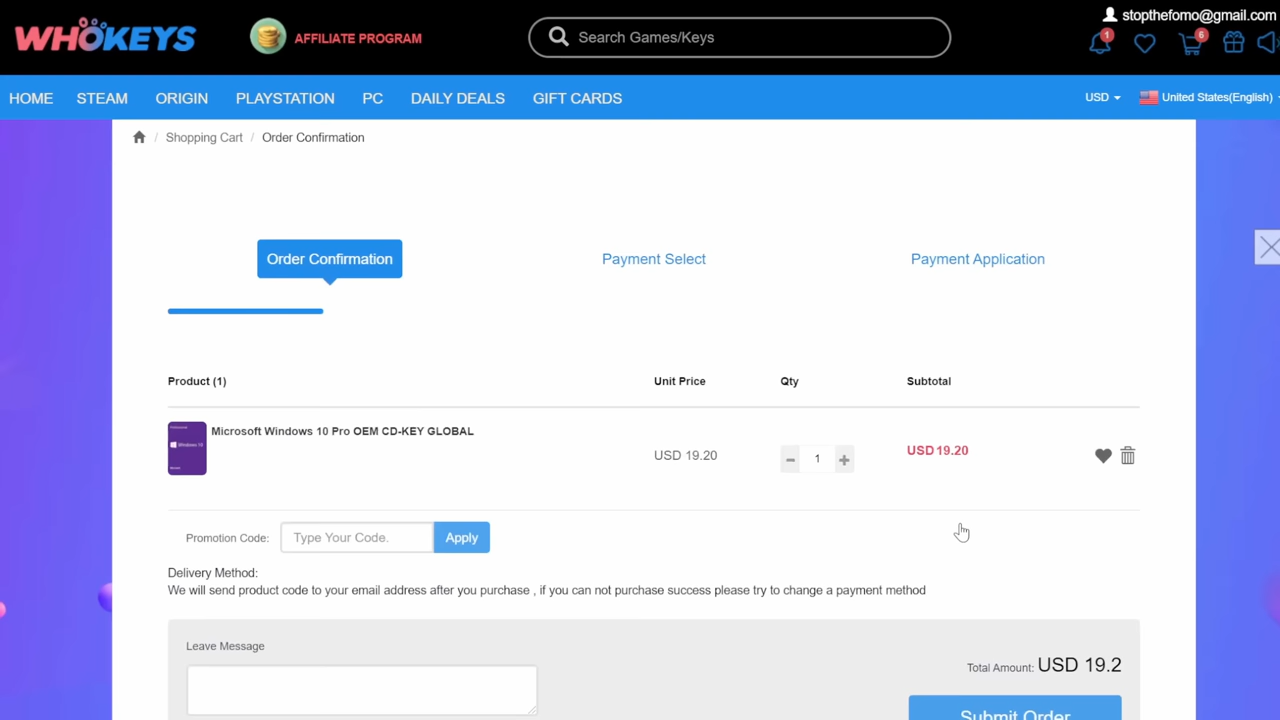 WHOKEYS
AFFILIATE PROGRAM
Search Games/Keys
stopthefomo@gmail.com
1
6
HOME
STEAM
ORIGIN
PLAYSTATION
PC
DAILY DEALS
GIFT CARDS
USD
United States(English)
/ Shopping Cart / Order Confirmation
Order Confirmation
Payment Select
Payment Application
Product (1)
Unit Price
Qty
Subtotal
Microsoft Windows 10 Pro OEM CD-KEY GLOBAL
USD 19.20
- 1 +
USD 19.20
Promotion Code:
Type Your Code.
Apply
Delivery Method:
We will send product code to your email address after you purchase , if you can not purchase success please try to change a payment method
Leave Message
Total Amount: USD 19.2
Submit Order